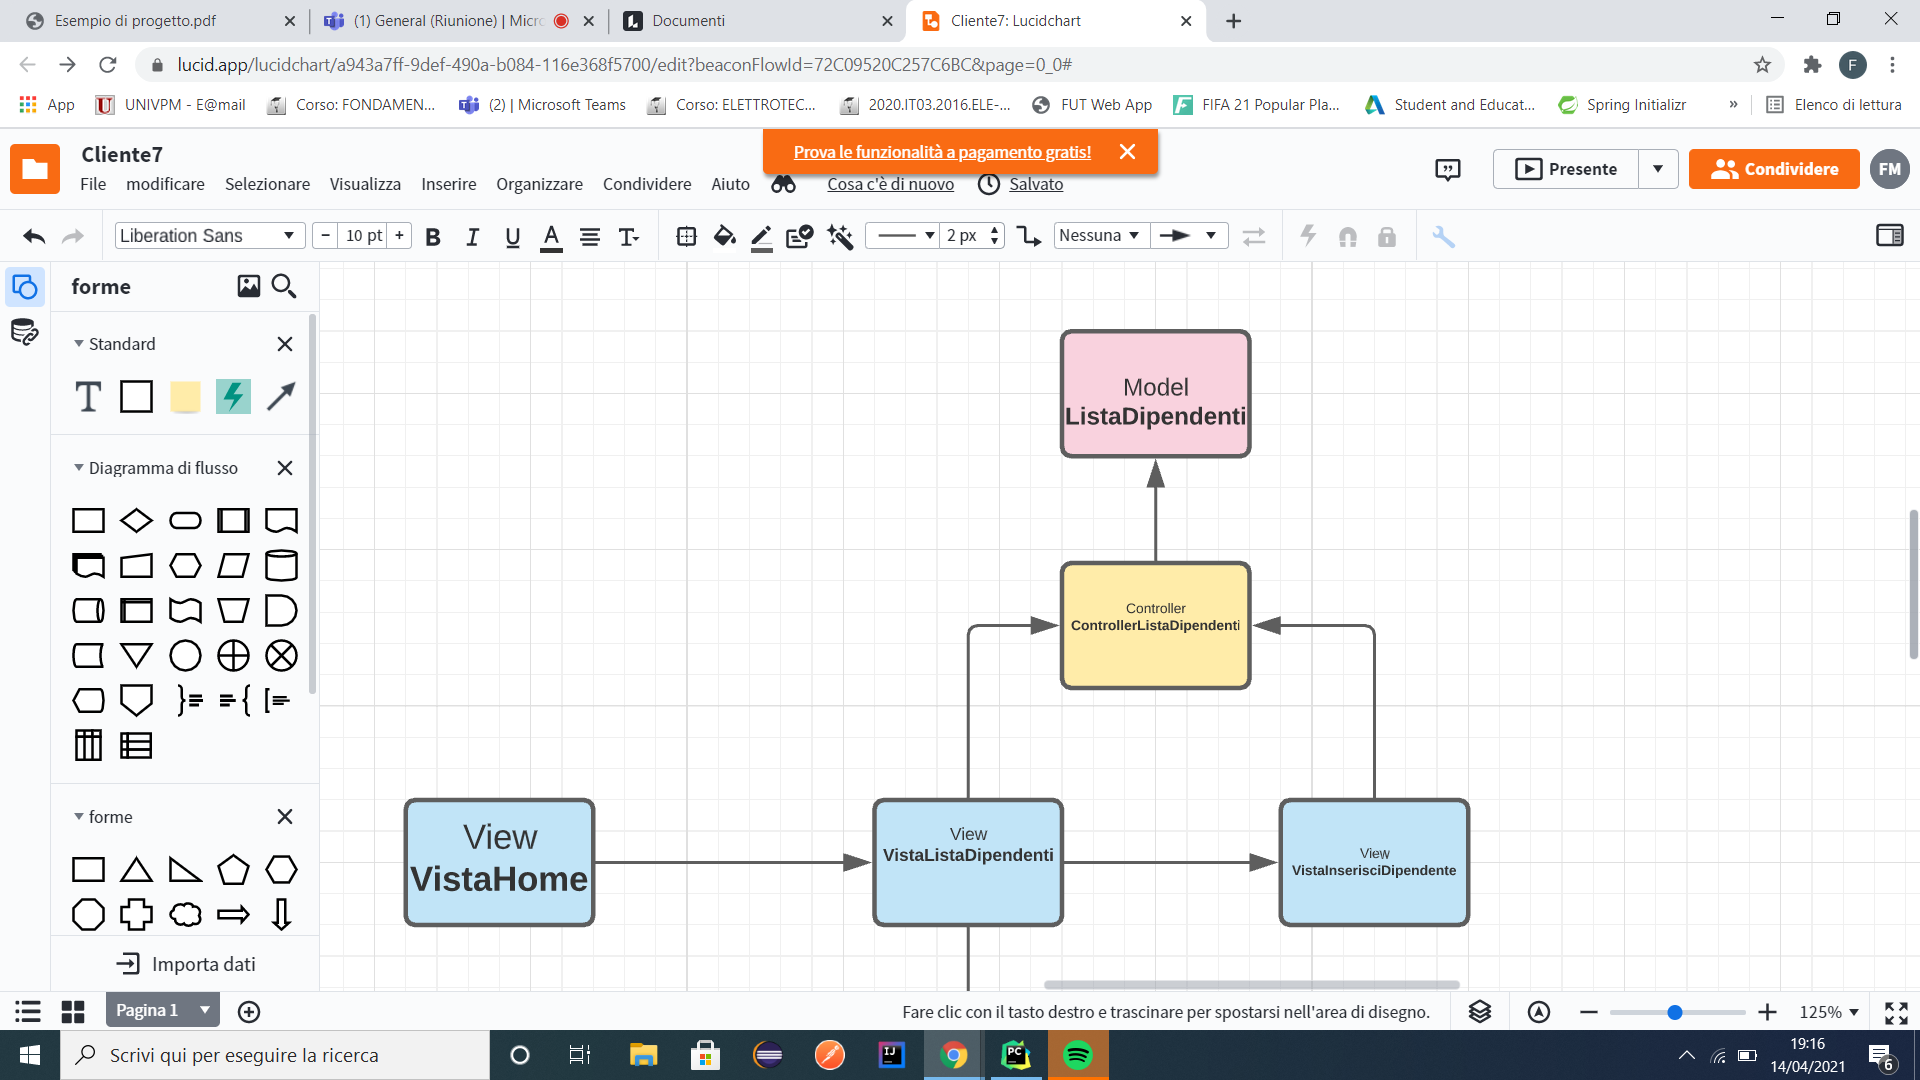 Esempio di progetto.pdf
(1) General (Riunione) | Micr
Documenti
Cliente7: Lucidchart
lucid.app/lucidchart/a943a7ff-9def-490a-b084-116e368f5700/edit?beaconFlowId=72C09520C257C6BC&page=0_0#
F
App
UNIVPM - E@mail
Corso: FONDAMEN...
(2) | Microsoft Teams
Corso: ELETTROTEC...
2020.IT03.2016.ELE-...
FUT Web App
FIFA 21 Popular Pla...
Student and Educat...
Spring Initializr
»
Elenco di lettura
Cliente7
Prova le funzionalità a pagamento gratis!
File
modificare
Selezionare
Visualizza
Inserire
Organizzare
Condividere
Aiuto
Cosa c'è di nuovo
Salvato
Presente
Condividere
FM
Liberation Sans
- 10 pt +
B
I
U
A
2 px
Nessuna
forme
Standard
T
Diagramma di flusso
forme
Importa dati
Model
ListaDipendenti
Controller
ControllerListaDipendenti
View
VistaHome
View
VistaListaDipendenti
View
VistaInserisciDipendente
Pagina 1
Fare clic con il tasto destro e trascinare per spostarsi nell'area di disegno.
125%
Scrivi qui per eseguire la ricerca
IJ
PC
19:16
14/04/2021
6